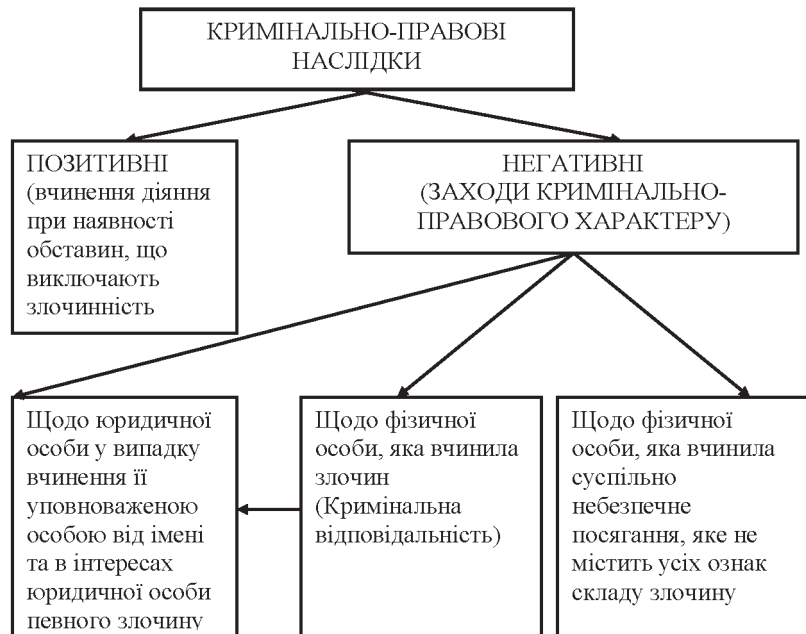 КРИМІНАЛЬНО-ПРАВОВІ
НАСЛІДКИ
ПОЗИТИВНІ
(вчинення діяння
при наявності
обставин, що
виключають
злочинність
НЕГАТИВНІ
(ЗАХОДИ КРИМІНАЛЬНО-
ПРАВОВОГО ХАРАКТЕРУ)
Щодо юридичної
особи у випадку
вчинення її
уповноваженою
особою від імені
та в інтересах
юридичної особи
певного злочину
Щодо фізичної
особи, яка вчинила
злочин
(Кримінальна
відповідальність)
Щодо фізичної
особи, яка вчинила
суспільно
небезпечне
посягання, яке не
містить усіх ознак
складу злочину